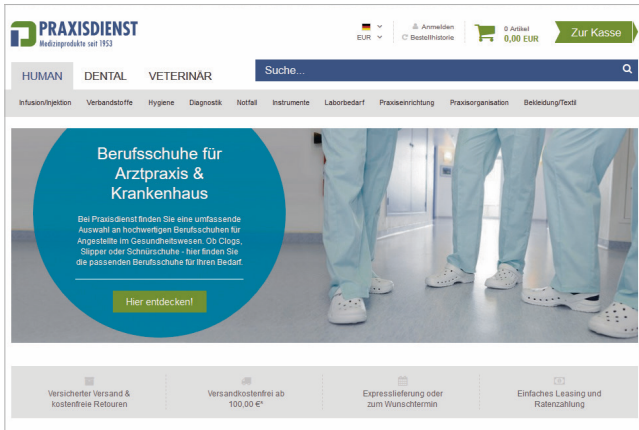 PRAXISDIENST
Medizinprodukte seit 1953
EUR
Anmelden
Bestellhistorie
0 Artikel
0,00 EUR
Zur Kasse
HUMAN DENTAL VETERINÄR
Suche...
Infusion/Injektion Verbandstoffe Hygiene Diagnostik Notfall Instrumente Laborbedarf Praxiseinrichtung Praxisorganisation Bekleidung/Textil
Berufsschuhe für
Arztpraxis &
Krankenhaus
Bei Praxisdienst finden Sie eine umfassende
Auswahl an hochwertigen Berufsschuhen für
Angestellte im Gesundheitswesen. Ob Clogs,
Slipper oder Schnürschuhe - hier finden Sie
die passenden Berufsschuhe für Ihren Bedarf.
Hier entdecken!
Versicherter Versand &
kostenfreie Retouren
Versandkostenfrei ab
100,00 €*
Expresslieferung oder
zum Wunschtermin
Einfaches Leasing und
Ratenzahlung